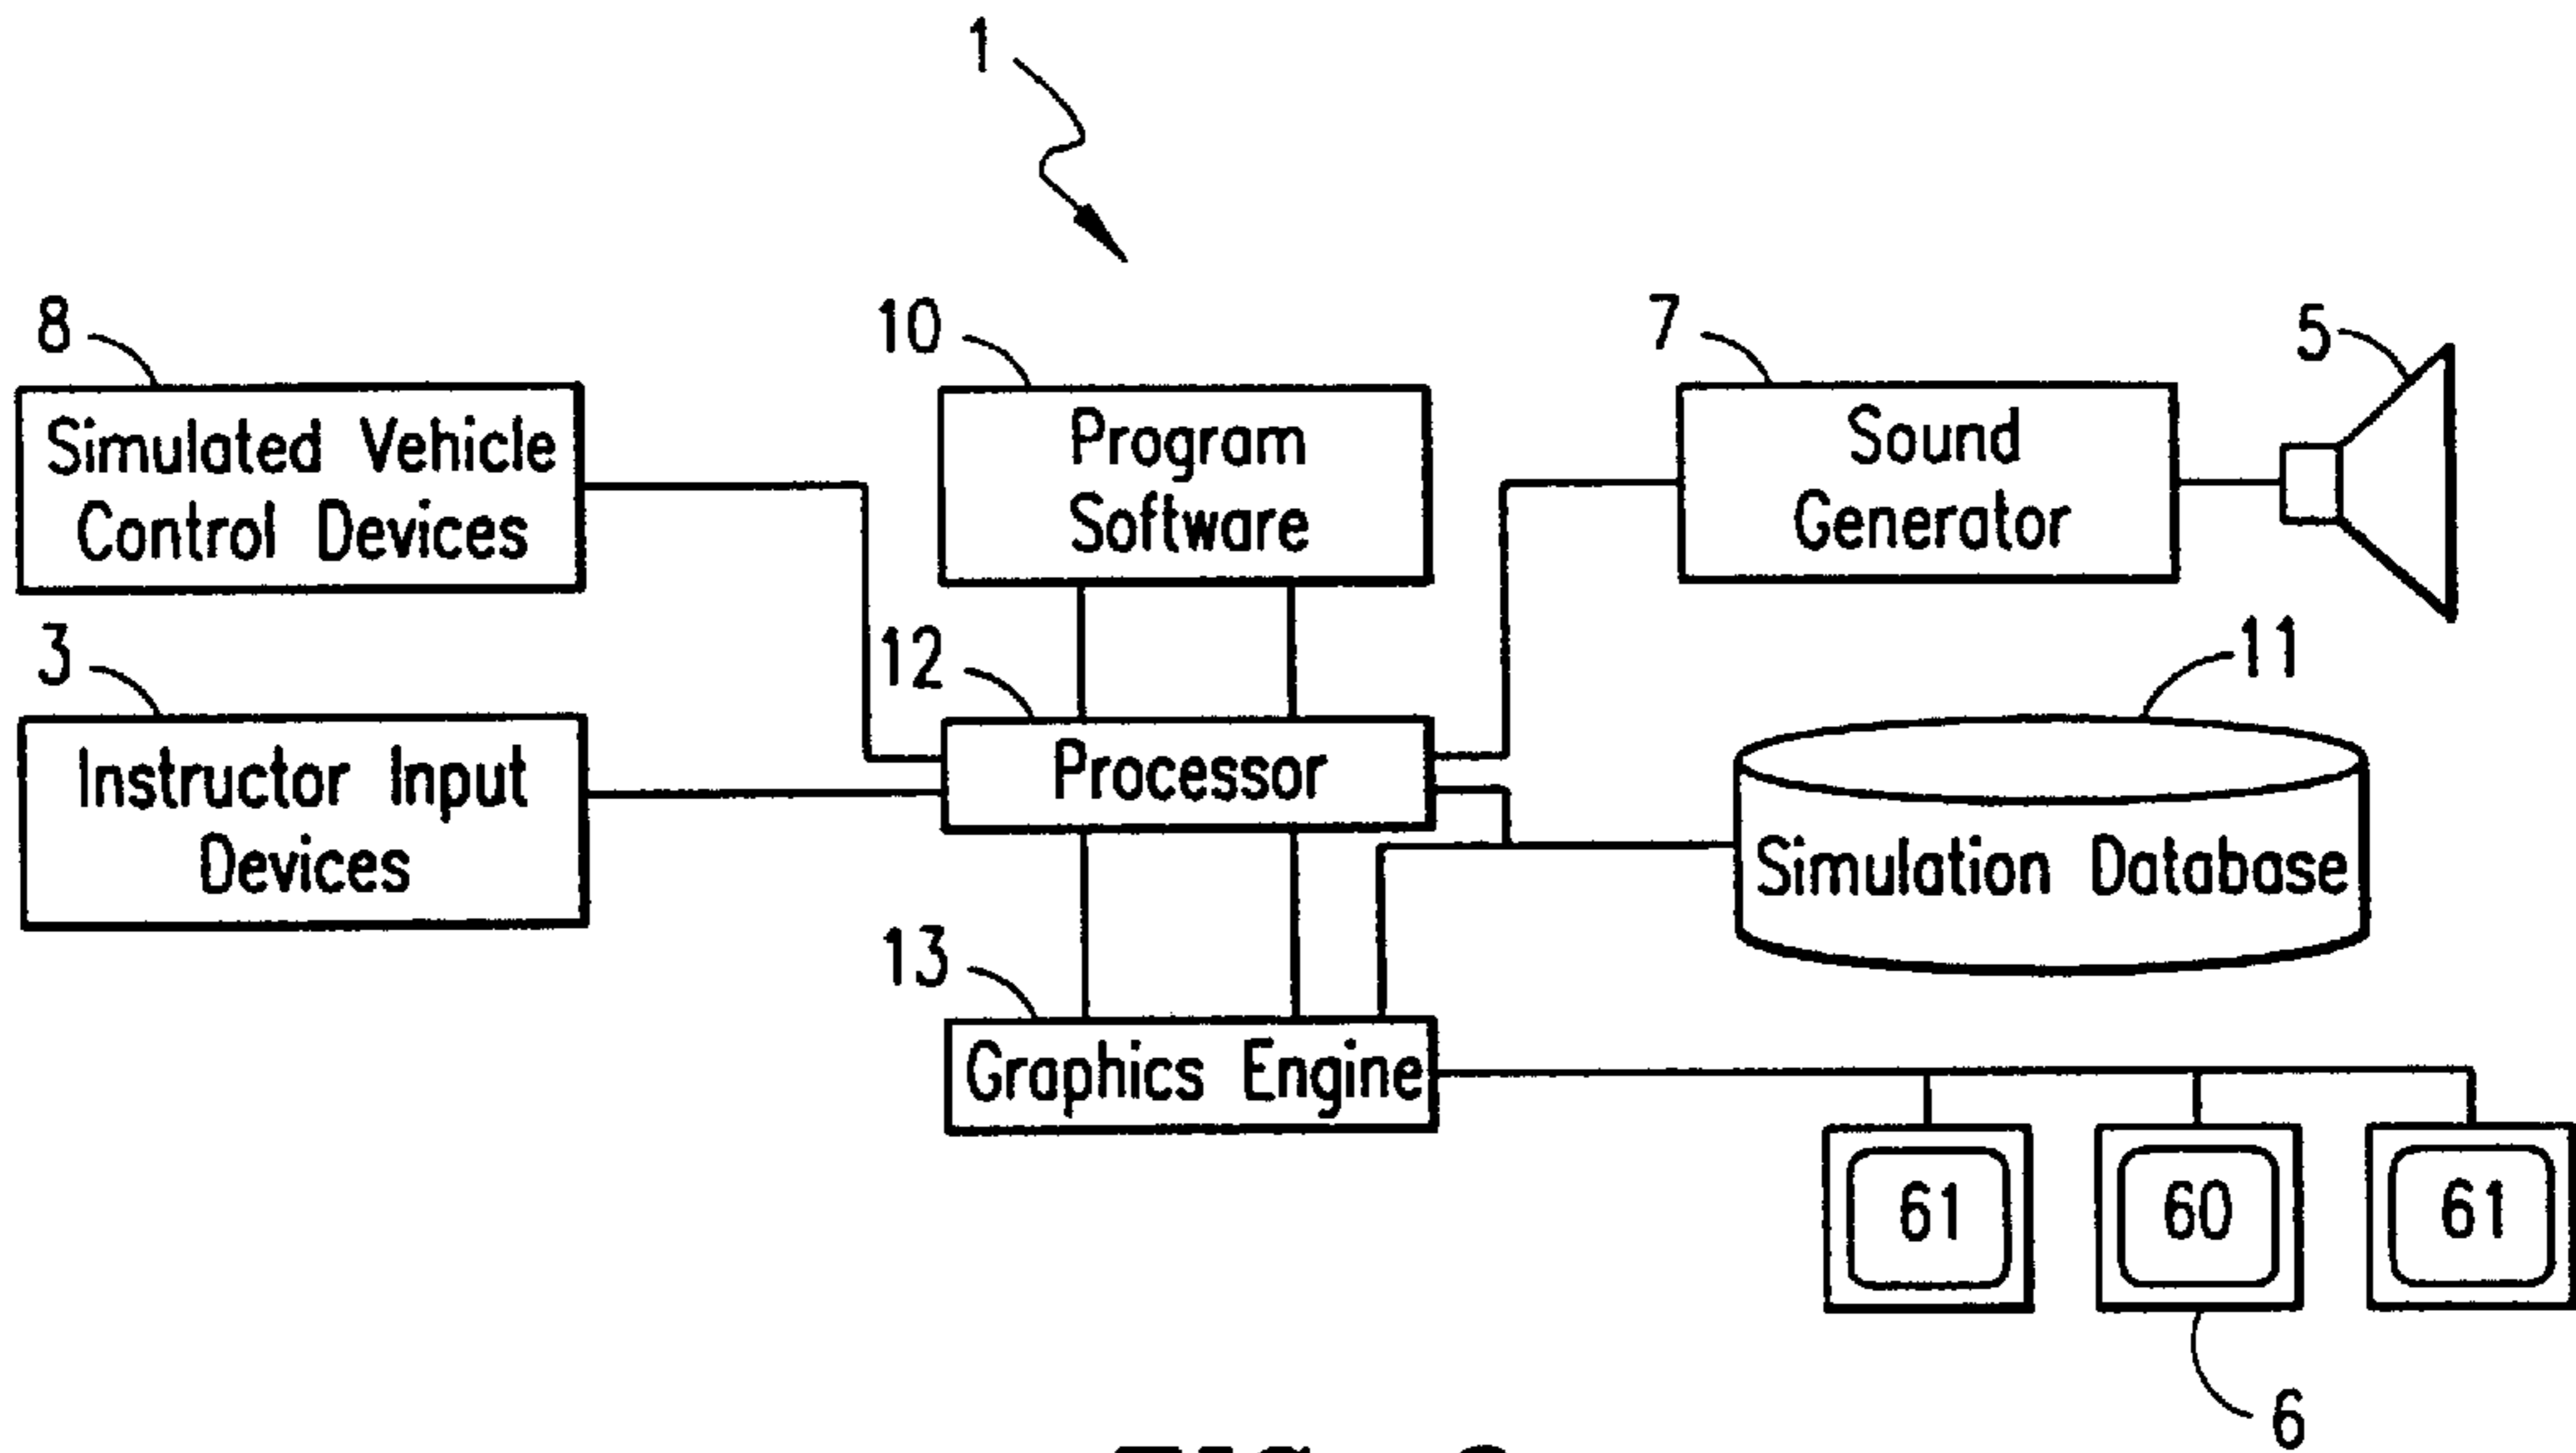 1
8
10
7
5
Simulated Vehicle
Control Devices
Program
Software
Sound
Generator
3
12
11
Instructor Input
Devices
Processor
Simulation Database
13
Graphics Engine
61
60
61
6